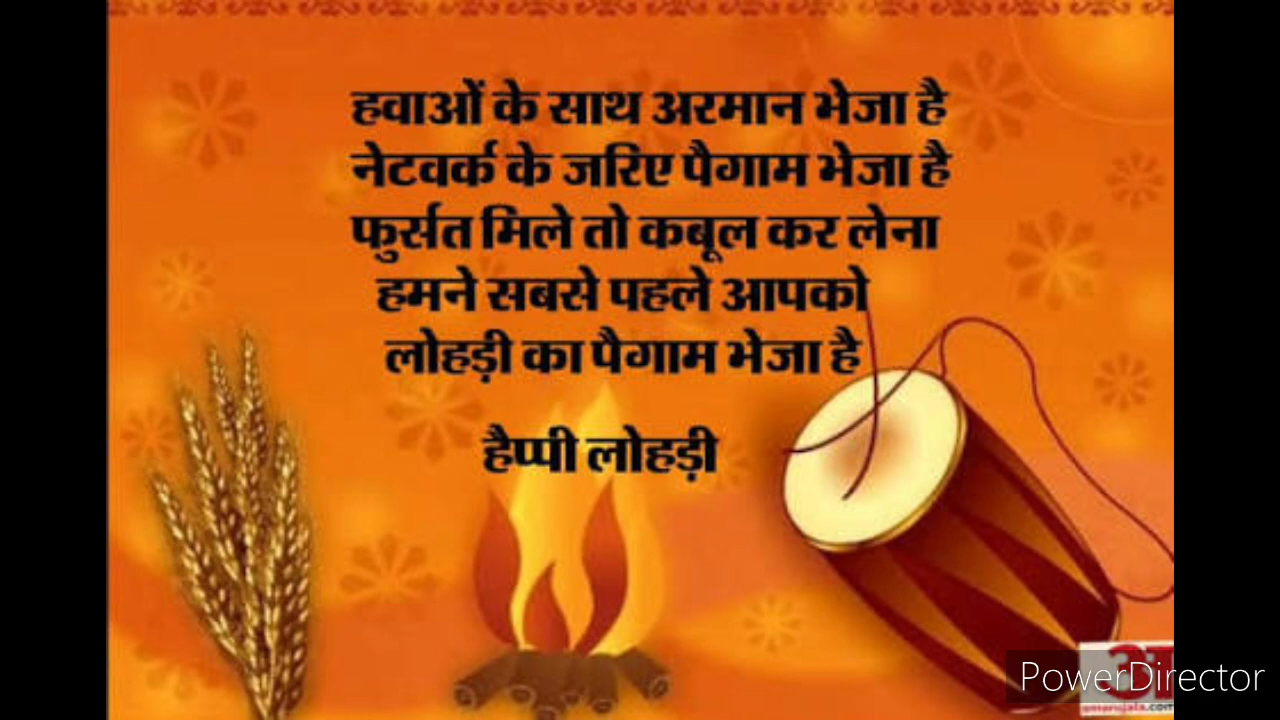 हवाओं के साथ अरमान भेजा है
नेटवर्क के जरिए पैगाम भेजा है
फुर्सत मिले तो कबूल कर लेना
हमने सबसे पहले आपको
लोहड़ी का पैगाम भेजा है
हैप्पी लोहड़ी
PowerDirector